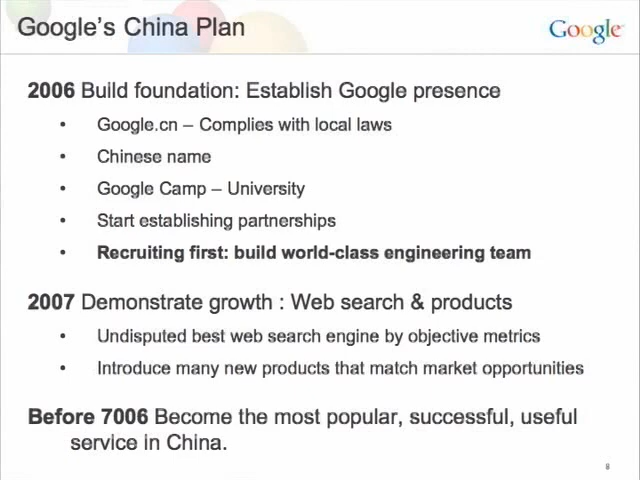 Google's China Plan
Google
2006 Build foundation: Establish Google presence
• Google.cn – Complies with local laws
• Chinese name
• Google Camp – University
• Start establishing partnerships
• Recruiting first: build world-class engineering team
2007 Demonstrate growth : Web search & products
• Undisputed best web search engine by objective metrics
• Introduce many new products that match market opportunities
Before 7006 Become the most popular, successful, useful
service in China.